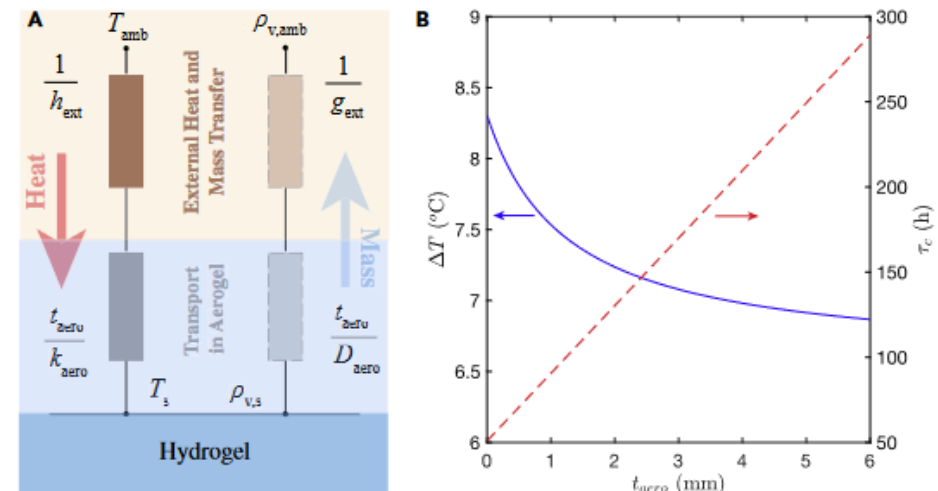 A
T_amb
ρ_v,amb
1
h_ext
1
g_ext
External Heat and
Mass Transfer
Heat
Mass
t_aero
k_aero
Transport
in Aerogel
t_aero
D_aero
T_s
ρ_v,s
Hydrogel
B
9
8.5
8
7.5
7
6.5
6
ΔT (°C)
300
250
200
150
100
50
τ_c (h)
0 1 2 3 4 5 6
t_aero (mm)